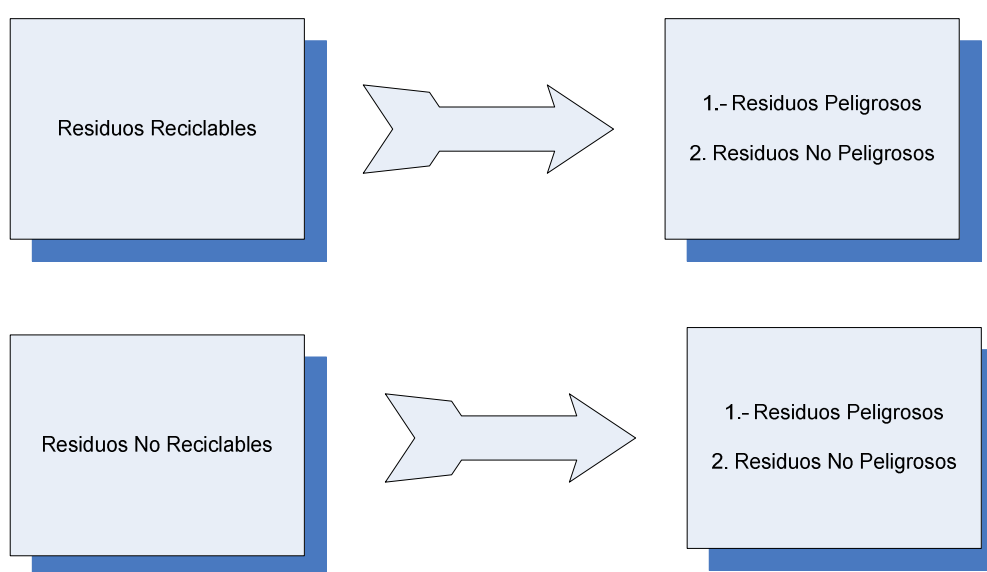 Residuos Reciclables
1.- Residuos Peligrosos
2. Residuos No Peligrosos
Residuos No Reciclables
1.- Residuos Peligrosos
2. Residuos No Peligrosos